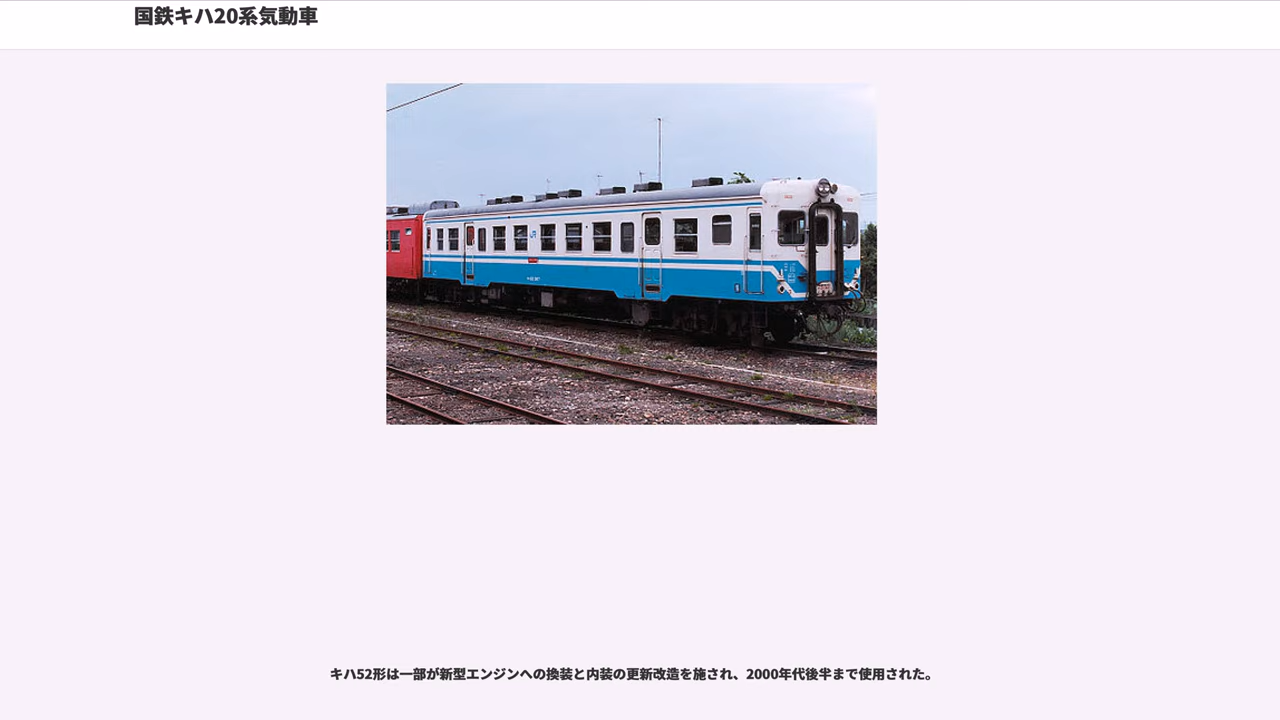 国鉄キハ20系気動車
キハ52形は一部が新型エンジンへの換装と内装の更新改造を施され、2000年代後半まで使用された。